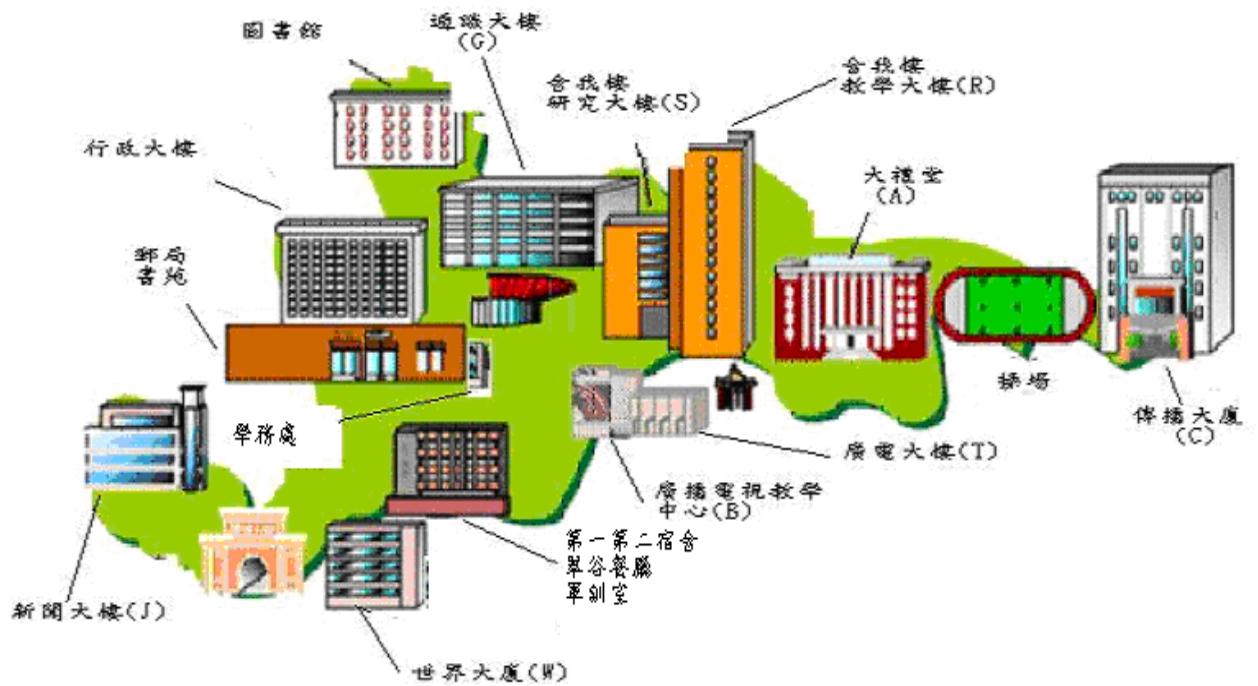 圖書館
通識大樓
(G)
舍我樓
研究大樓(S)
舍我樓
教學大樓(R)
行政大樓
大禮堂
(A)
郵局
書苑
操場
學務處
傳播大廈
(C)
廣電大樓(T)
廣播電視教學
中心(B)
第一第二宿舍
翠谷餐廳
軍訓室
新聞大樓(J)
世界大廈(W)